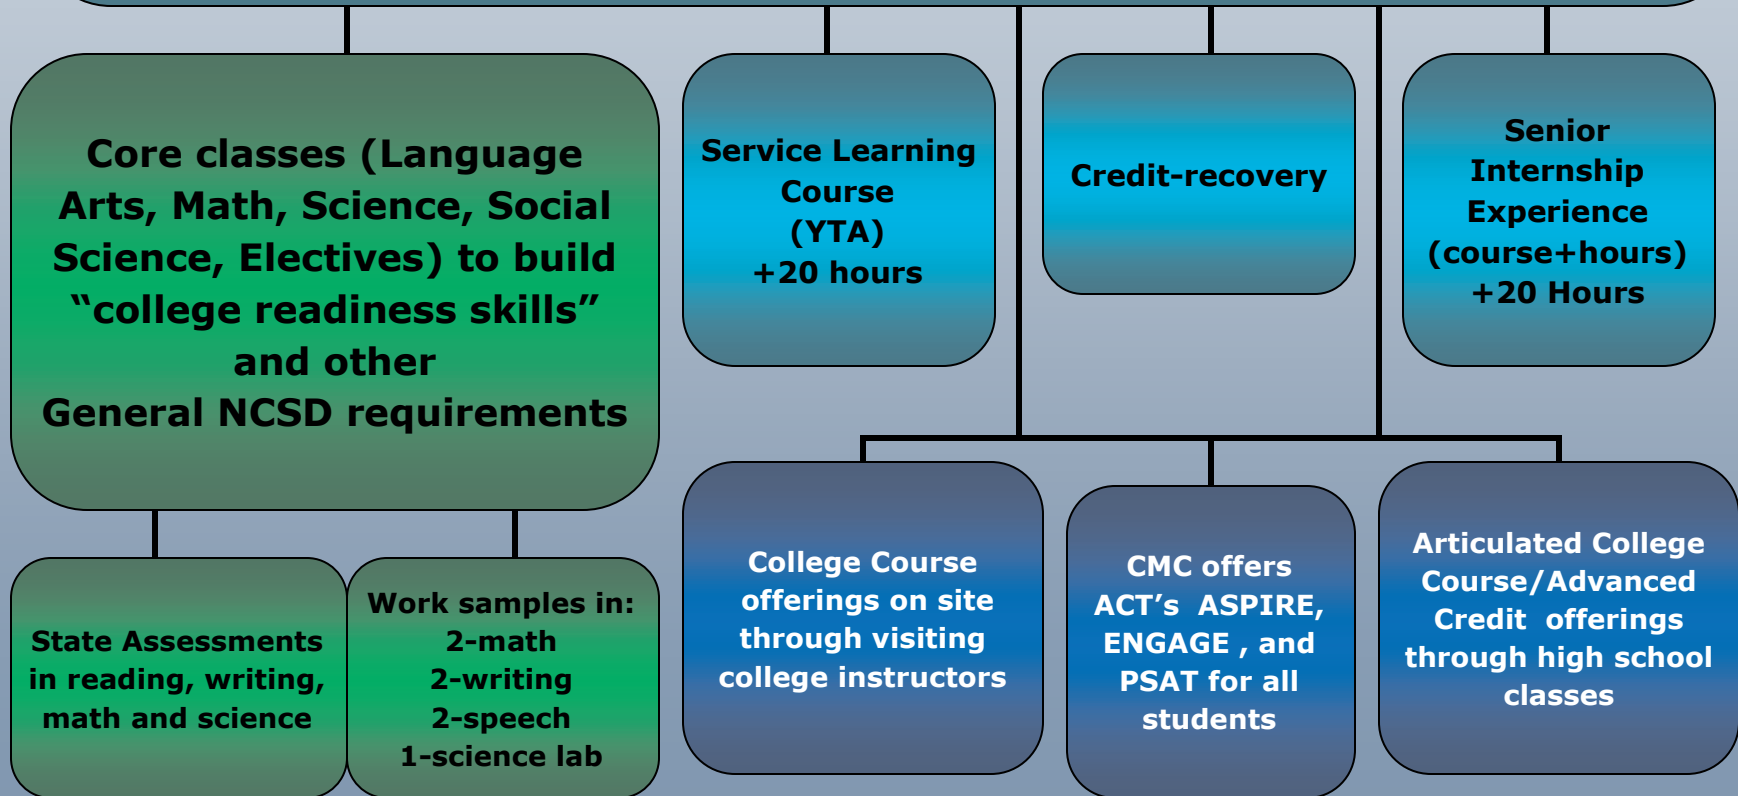 Core classes (Language
Arts, Math, Science, Social
Science, Electives) to build
“college readiness skills”
and other
General NCSD requirements
Service Learning
Course
(YTA)
+20 hours
Credit-recovery
Senior
Internship
Experience
(course+hours)
+20 Hours
State Assessments
in reading, writing,
math and science
Work samples in:
2-math
2-writing
2-speech
1-science lab
College Course
offerings on site
through visiting
college instructors
CMC offers
ACT’s ASPIRE,
ENGAGE , and
PSAT for all
students
Articulated College
Course/Advanced
Credit offerings
through high school
classes